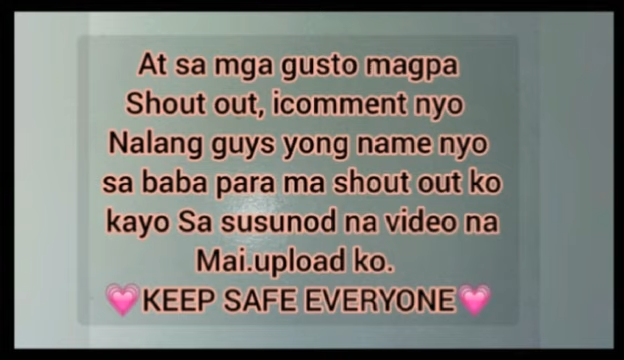 At sa mga gusto magpa
Shout out, icomment nyo
Nalang guys yong name nyo
sa baba para ma shout out ko
kayo Sa susunod na video na
Mai.upload ko.
💗KEEP SAFE EVERYONE💗